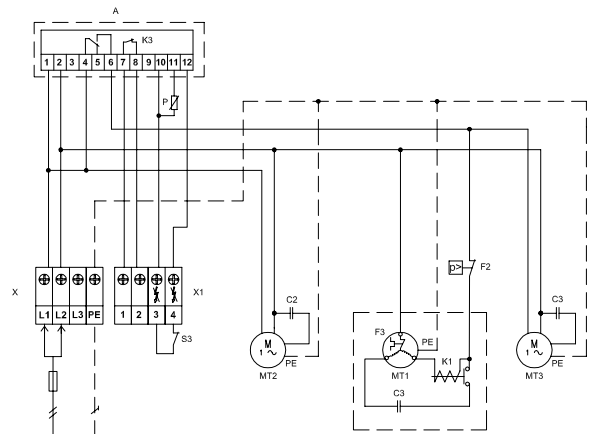 A
K3
1 2 3 4 5 6 7 8 9 10 11 12
P
X
L1 L2 L3 PE
1 2 3 4
X1
S3
C2
M
1 ~
PE
MT2
F3
PE
MT1
K1
C3
p>
F2
C3
M
1 ~
PE
MT3